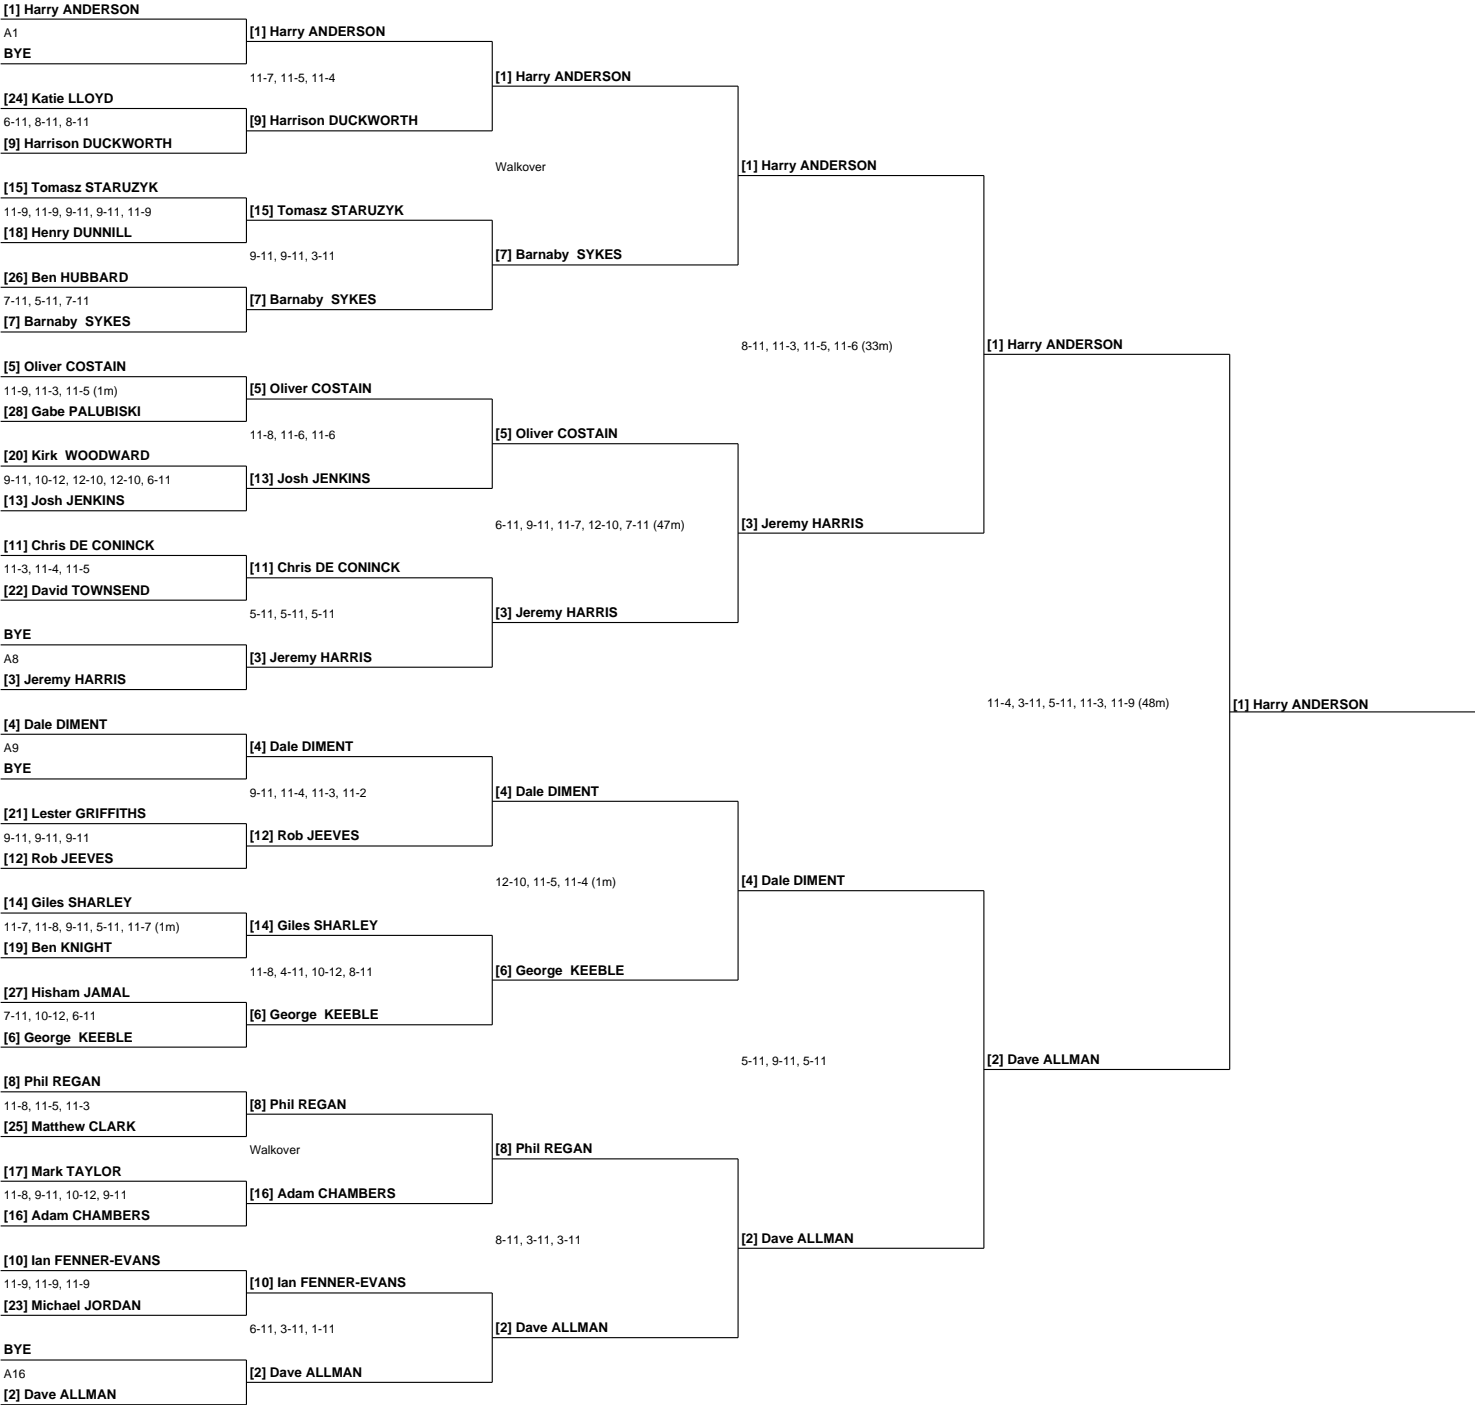 [1] Harry ANDERSON
A1
BYE
[24] Katie LLOYD
6-11, 8-11, 8-11
[9] Harrison DUCKWORTH
[15] Tomasz STARUZYK
11-9, 11-9, 9-11, 9-11, 11-9
[18] Henry DUNNILL
[26] Ben HUBBARD
7-11, 5-11, 7-11
[7] Barnaby SYKES
[5] Oliver COSTAIN
11-9, 11-3, 11-5 (1m)
[28] Gabe PALUBISKI
[20] Kirk WOODWARD
9-11, 10-12, 12-10, 12-10, 6-11
[13] Josh JENKINS
[11] Chris DE CONINCK
11-3, 11-4, 11-5
[22] David TOWNSEND
BYE
A8
[3] Jeremy HARRIS
[4] Dale DIMENT
A9
BYE
[21] Lester GRIFFITHS
9-11, 9-11, 9-11
[12] Rob JEEVES
[14] Giles SHARLEY
11-7, 11-8, 9-11, 5-11, 11-7 (1m)
[19] Ben KNIGHT
[27] Hisham JAMAL
7-11, 10-12, 6-11
[6] George KEEBLE
[8] Phil REGAN
11-8, 11-5, 11-3
[25] Matthew CLARK
[17] Mark TAYLOR
11-8, 9-11, 10-12, 9-11
[16] Adam CHAMBERS
[10] Ian FENNER-EVANS
11-9, 11-9, 11-9
[23] Michael JORDAN
BYE
A16
[2] Dave ALLMAN
[1] Harry ANDERSON
11-7, 11-5, 11-4
[9] Harrison DUCKWORTH
[15] Tomasz STARUZYK
9-11, 9-11, 3-11
[7] Barnaby SYKES
[5] Oliver COSTAIN
11-8, 11-6, 11-6
[13] Josh JENKINS
[11] Chris DE CONINCK
5-11, 5-11, 5-11
[3] Jeremy HARRIS
[4] Dale DIMENT
9-11, 11-4, 11-3, 11-2
[12] Rob JEEVES
[14] Giles SHARLEY
11-8, 4-11, 10-12, 8-11
[6] George KEEBLE
[8] Phil REGAN
Walkover
[16] Adam CHAMBERS
[10] Ian FENNER-EVANS
6-11, 3-11, 1-11
[2] Dave ALLMAN
[1] Harry ANDERSON
Walkover
[7] Barnaby SYKES
[5] Oliver COSTAIN
6-11, 9-11, 11-7, 12-10, 7-11 (47m)
[3] Jeremy HARRIS
[4] Dale DIMENT
12-10, 11-5, 11-4 (1m)
[6] George KEEBLE
[8] Phil REGAN
8-11, 3-11, 3-11
[2] Dave ALLMAN
[1] Harry ANDERSON
8-11, 11-3, 11-5, 11-6 (33m)
[3] Jeremy HARRIS
[4] Dale DIMENT
5-11, 9-11, 5-11
[2] Dave ALLMAN
[1] Harry ANDERSON
11-4, 3-11, 5-11, 11-3, 11-9 (48m)
[2] Dave ALLMAN
[1] Harry ANDERSON